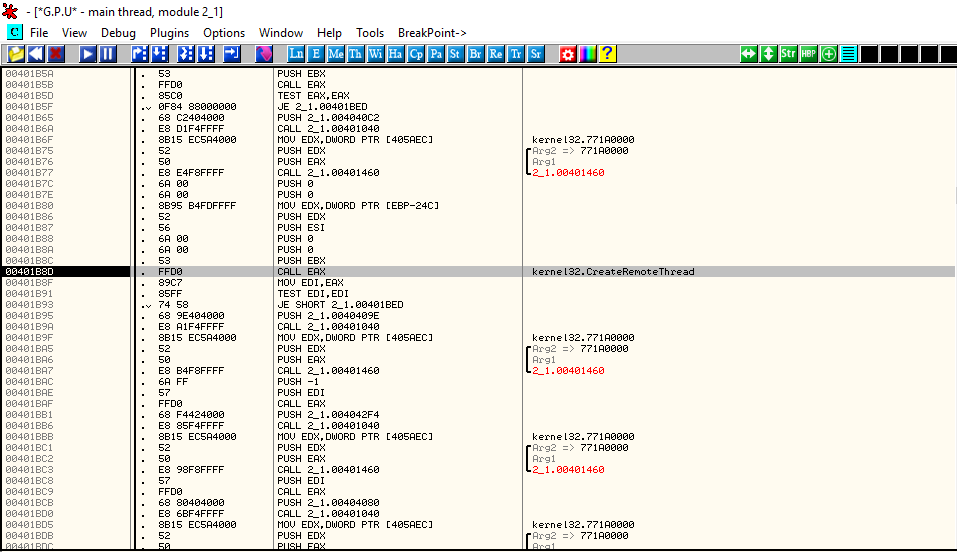 - [*G.P.U* - main thread, module 2_1]
C File View Debug Plugins Options Window Help Tools BreakPoint->
Ln E Me Th Wi Ha Cp Pa St Br Re Tr Sr ? Str HBP
00401B5A . 53 PUSH EBX
00401B5B . FFD0 CALL EAX
00401B5D . 85C0 TEST EAX,EAX
00401B5F .v 0F84 88000000 JE 2_1.00401BED
00401B65 . 68 C2404000 PUSH 2_1.004040C2
00401B6A . E8 D1F4FFFF CALL 2_1.00401040
00401B6F . 8B15 EC5A4000 MOV EDX,DWORD PTR [405AEC] kernel32.771A0000
00401B75 . 52 PUSH EDX Arg2 => 771A0000
00401B76 . 50 PUSH EAX Arg1
00401B77 . E8 E4F8FFFF CALL 2_1.00401460 2_1.00401460
00401B7C . 6A 00 PUSH 0
00401B7E . 6A 00 PUSH 0
00401B80 . 8B95 B4FDFFFF MOV EDX,DWORD PTR [EBP-24C]
00401B86 . 52 PUSH EDX
00401B87 . 56 PUSH ESI
00401B88 . 6A 00 PUSH 0
00401B8A . 6A 00 PUSH 0
00401B8C . 53 PUSH EBX
00401B8D . FFD0 CALL EAX kernel32.CreateRemoteThread
00401B8F . 89C7 MOV EDI,EAX
00401B91 . 85FF TEST EDI,EDI
00401B93 .v 74 58 JE SHORT 2_1.00401BED
00401B95 . 68 9E404000 PUSH 2_1.0040409E
00401B9A . E8 A1F4FFFF CALL 2_1.00401040
00401B9F . 8B15 EC5A4000 MOV EDX,DWORD PTR [405AEC] kernel32.771A0000
00401BA5 . 52 PUSH EDX Arg2 => 771A0000
00401BA6 . 50 PUSH EAX Arg1
00401BA7 . E8 B4F8FFFF CALL 2_1.00401460 2_1.00401460
00401BAC . 6A FF PUSH -1
00401BAE . 57 PUSH EDI
00401BAF . FFD0 CALL EAX
00401BB1 . 68 F4424000 PUSH 2_1.004042F4
00401BB6 . E8 85F4FFFF CALL 2_1.00401040
00401BBB . 8B15 EC5A4000 MOV EDX,DWORD PTR [405AEC] kernel32.771A0000
00401BC1 . 52 PUSH EDX Arg2 => 771A0000
00401BC2 . 50 PUSH EAX Arg1
00401BC3 . E8 98F8FFFF CALL 2_1.00401460 2_1.00401460
00401BC8 . 57 PUSH EDI
00401BC9 . FFD0 CALL EAX
00401BCB . 68 80404000 PUSH 2_1.00404080
00401BD0 . E8 6BF4FFFF CALL 2_1.00401040
00401BD5 . 8B15 EC5A4000 MOV EDX,DWORD PTR [405AEC] kernel32.771A0000
00401BDB . 52 PUSH EDX Arg2 => 771A0000
00401BDC . 50 PUSH EAX Arg1